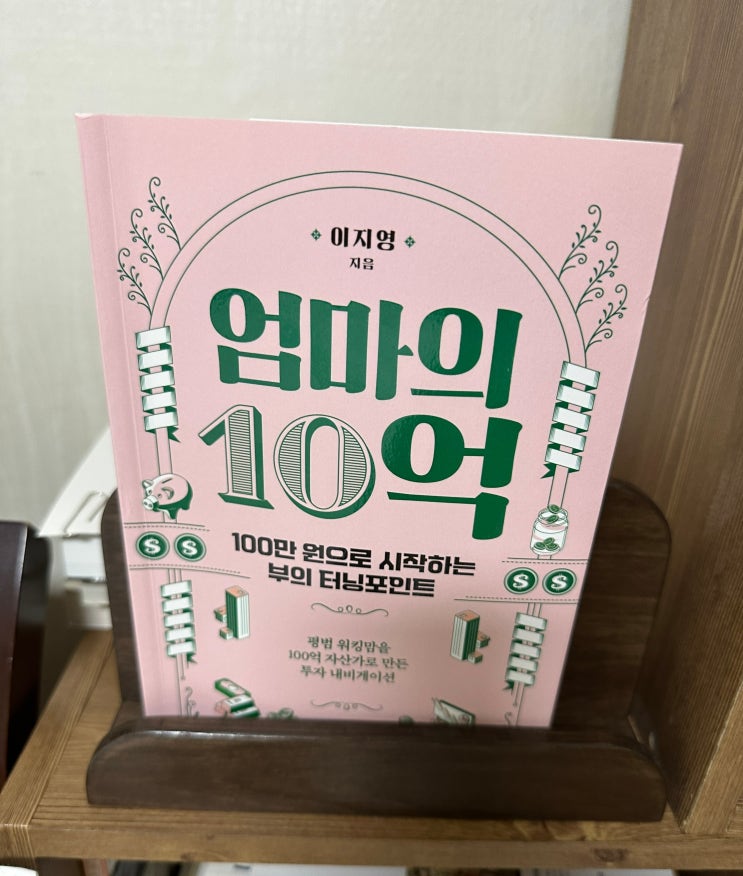 이지영
지음
엄마의
10억
100만 원으로 시작하는
부의 터닝포인트
평범 워킹맘을
100억 자산가로 만든
투자 내비게이션
$ $
$ $